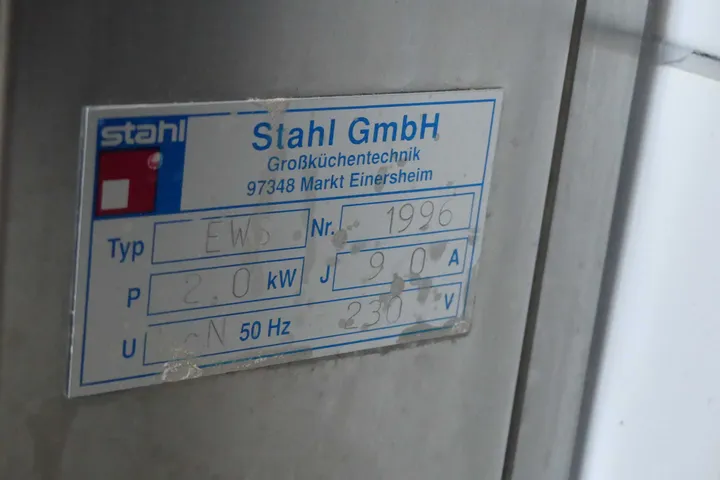 stahl
Stahl GmbH
Großküchentechnik
97348 Markt Einersheim
Typ EWS Nr. 1996
P 2.0 kW J 9.0 A
U N 50 Hz 230 V